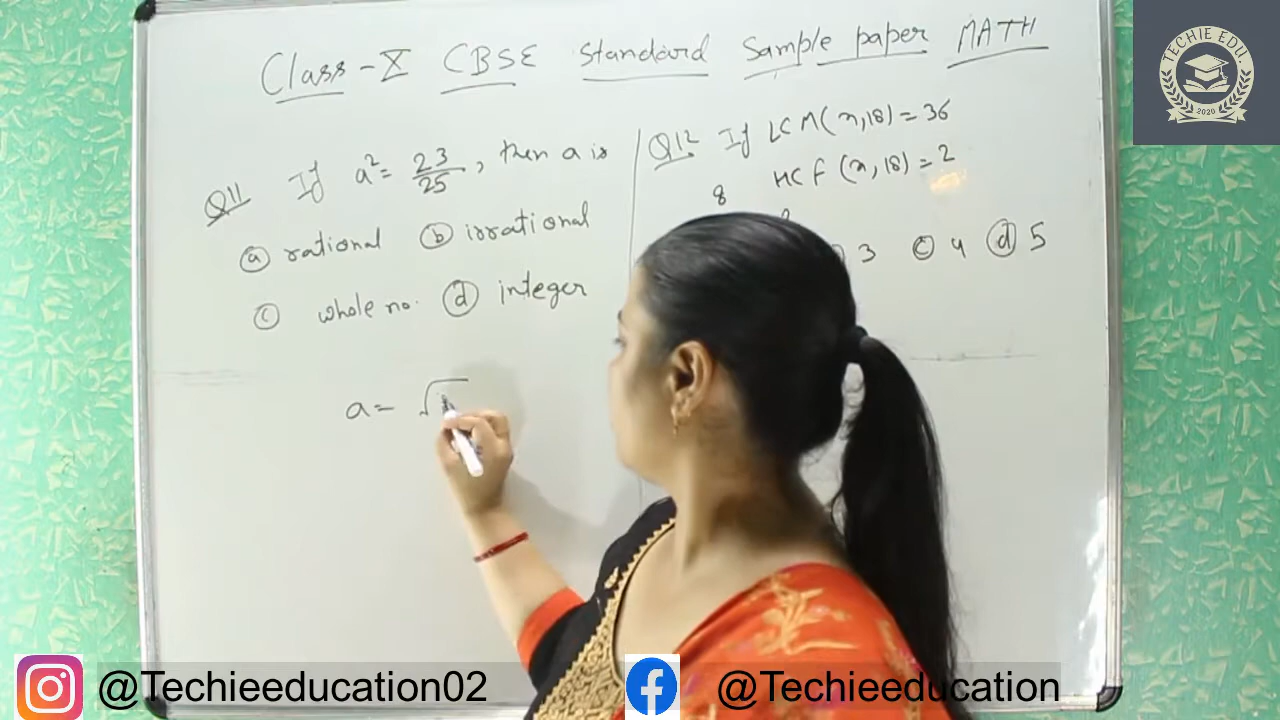 Class-X CBSE Standard Sample paper MATH
Q11 If a² = 23/25, then a is
ⓐ rational ⓑ irrational
ⓒ whole no. ⓓ integer
a = √
Q12 If LCM(x,18) = 36
HCF (x,18) = 2
3 ⓒ 4 ⓓ 5
TECHIE EDU.
2020
@Techieeducation02
@Techieeducation